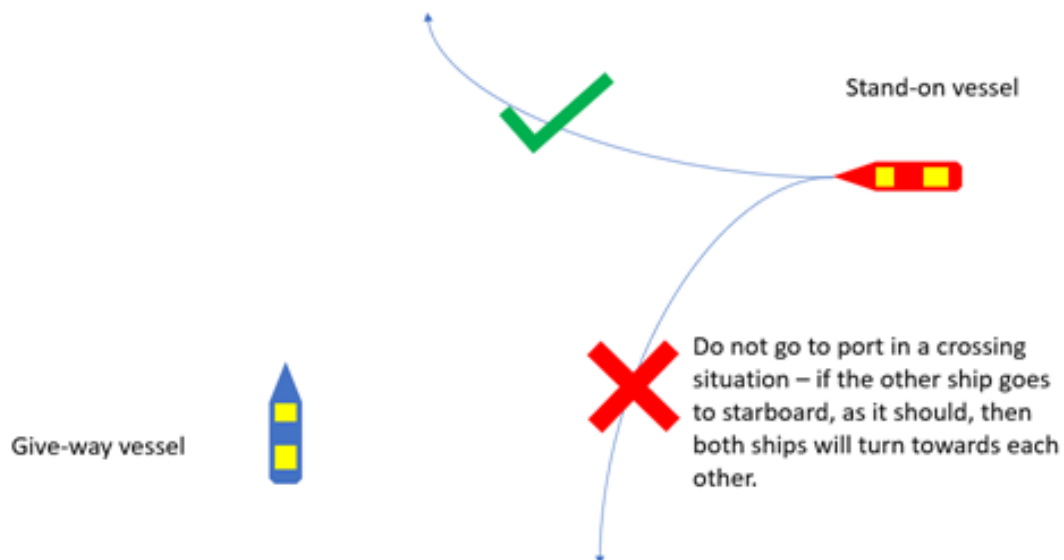 Stand-on vessel
Do not go to port in a crossing
situation – if the other ship goes
to starboard, as it should, then
both ships will turn towards each
other.
Give-way vessel